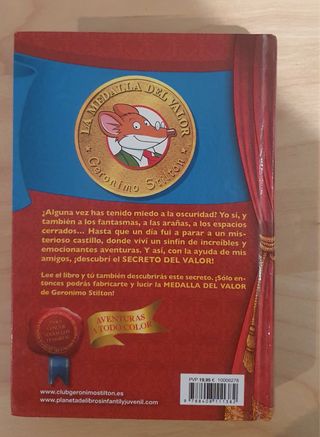 LA MEDALLA DEL VALOR
Geronimo Stilton
¿Alguna vez has tenido miedo a la oscuridad? Yo sí, y
también a los fantasmas, a las arañas, a los espacios
cerrados... Hasta que un día fui a parar a un mis-
terioso castillo, donde viví un sinfín de increíbles y
emocionantes aventuras. Y así, con la ayuda de mis
amigos, ¡descubrí el SECRETO DEL VALOR!
Lee el libro y tú también descubrirás este secreto. ¡Sólo en-
tonces podrás fabricarte y lucir la MEDALLA DEL VALOR
de Geronimo Stilton!
AVENTURAS
A TODO COLOR
PVP 19,95 € 10000278
9 788408 111344
www.clubgeronimostilton.es
www.planetadelibrosinfantilyjuvenil.com